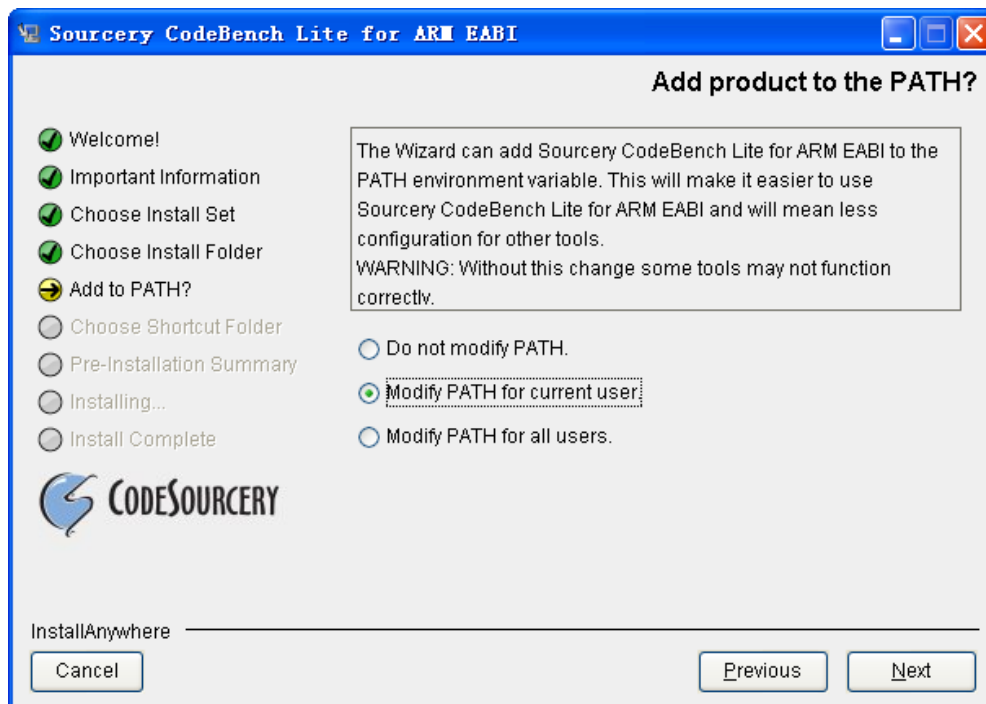 Sourcery CodeBench Lite for ARM EABI
Add product to the PATH?
Welcome!
Important Information
Choose Install Set
Choose Install Folder
Add to PATH?
Choose Shortcut Folder
Pre-Installation Summary
Installing...
Install Complete
The Wizard can add Sourcery CodeBench Lite for ARM EABI to the
PATH environment variable. This will make it easier to use
Sourcery CodeBench Lite for ARM EABI and will mean less
configuration for other tools.
WARNING: Without this change some tools may not function
correctly.
Do not modify PATH.
Modify PATH for current user.
Modify PATH for all users.
CODESOURCERY
InstallAnywhere
Cancel
Previous
Next